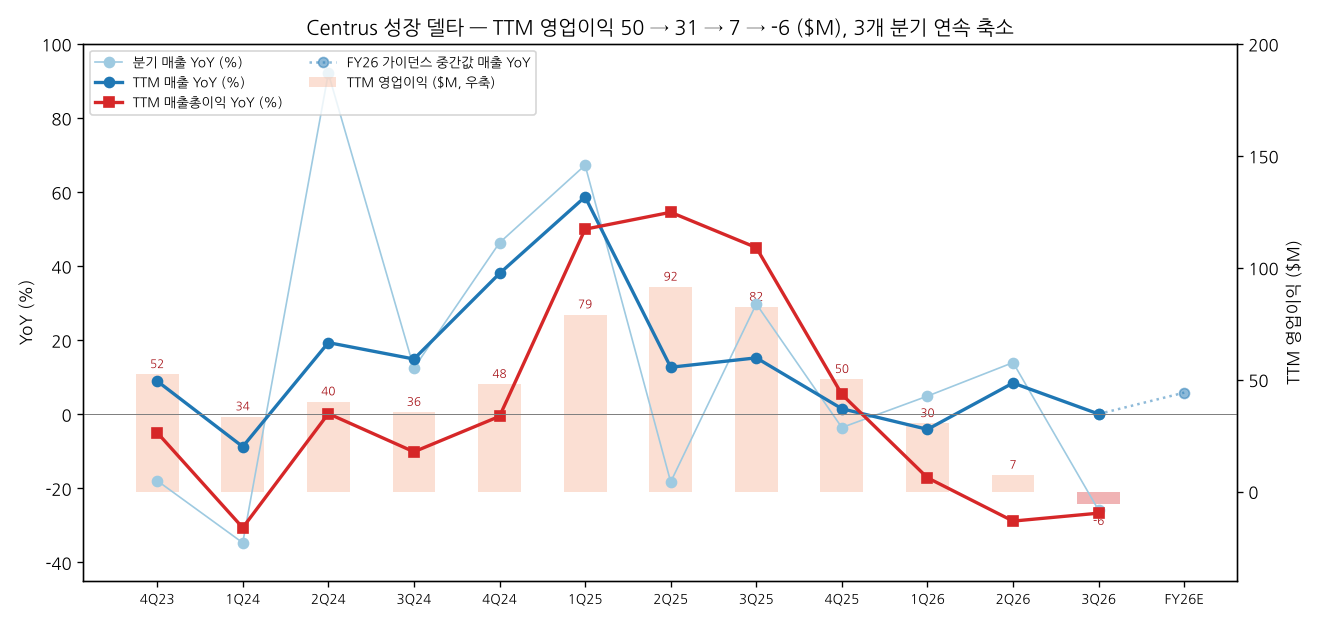 Centrus 성장 델타 — TTM 영업이익 50 → 31 → 7 → -6 ($M), 3개 분기 연속 축소
분기 매출 YoY (%)
TTM 매출 YoY (%)
TTM 매출총이익 YoY (%)
FY26 가이던스 중간값 매출 YoY
TTM 영업이익 ($M, 우축)
YoY (%)
100
80
60
40
20
0
-20
-40
52
34
40
36
48
79
92
82
50
30
7
-6
200
150
100
50
0
TTM 영업이익 ($M)
4Q23 1Q24 2Q24 3Q24 4Q24 1Q25 2Q25 3Q25 4Q25 1Q26 2Q26 3Q26 FY26E